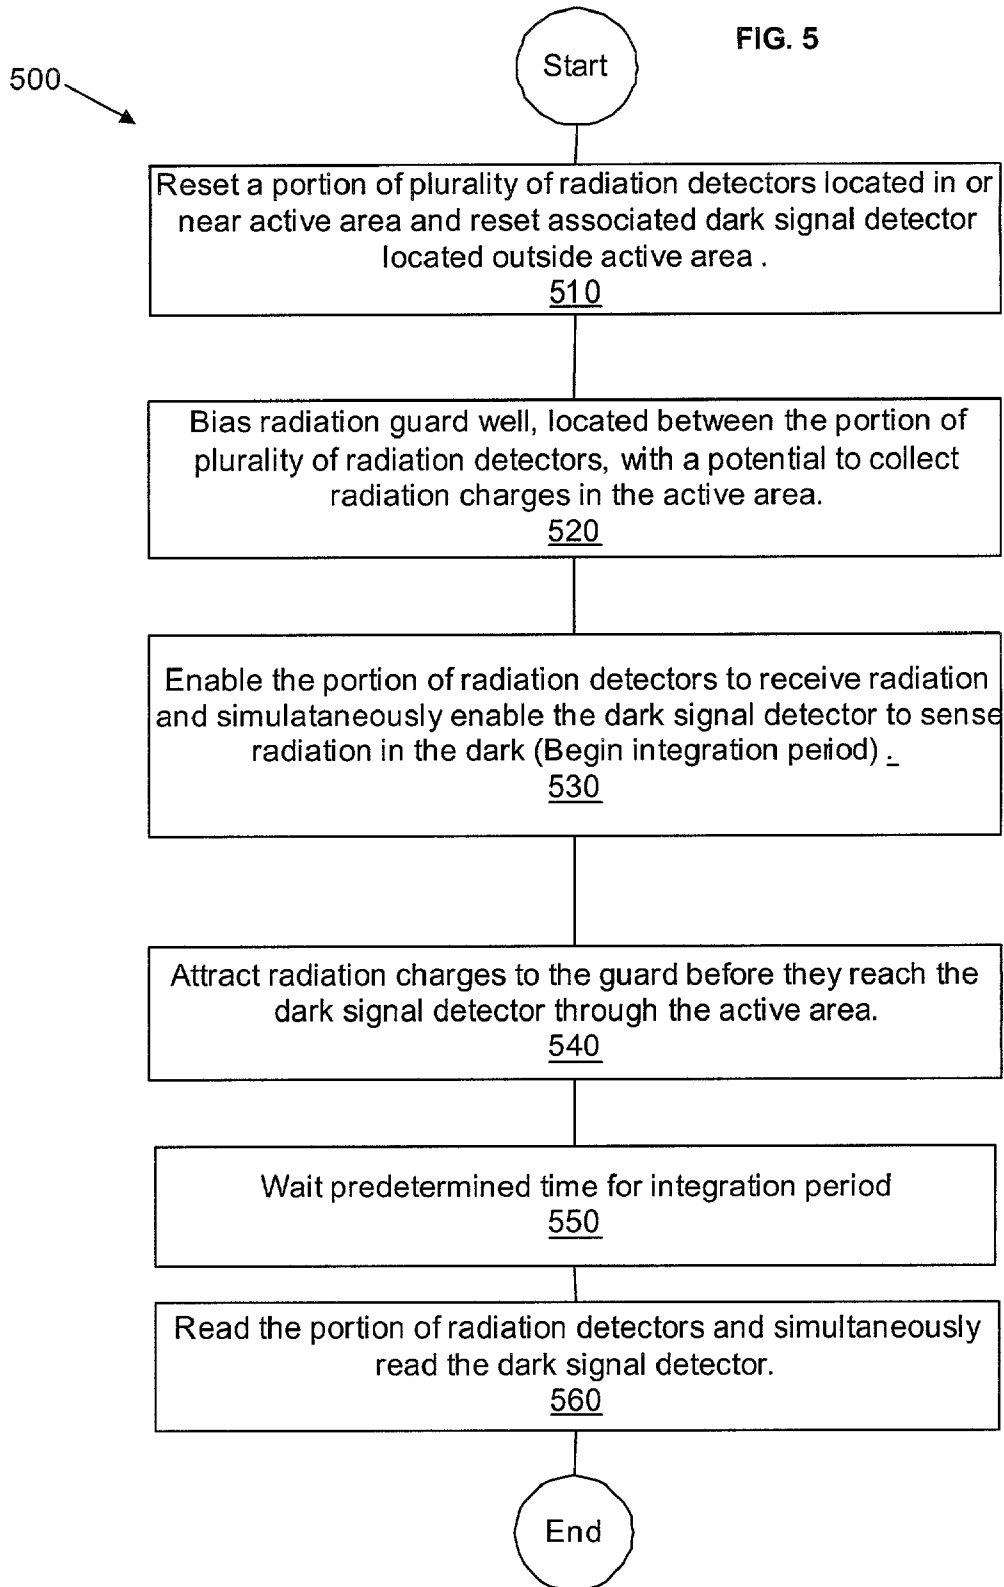 FIG. 5
500
Start
Reset a portion of plurality of radiation detectors located in or
near active area and reset associated dark signal detector
located outside active area .
510
Bias radiation guard well, located between the portion of
plurality of radiation detectors, with a potential to collect
radiation charges in the active area.
520
Enable the portion of radiation detectors to receive radiation
and simulataneously enable the dark signal detector to sense
radiation in the dark (Begin integration period) .
530
Attract radiation charges to the guard before they reach the
dark signal detector through the active area.
540
Wait predetermined time for integration period
550
Read the portion of radiation detectors and simultaneously
read the dark signal detector.
560
End